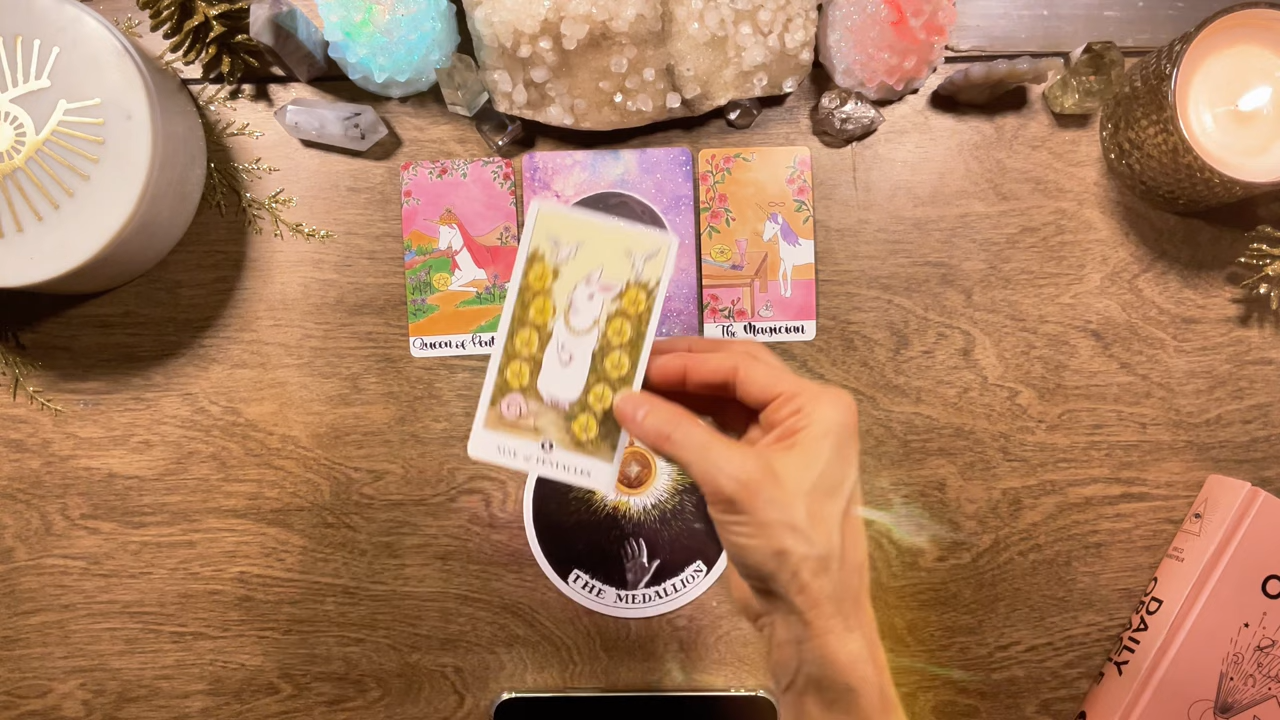 Queen of Pent
The Magician
NINE of PENTACLES
THE MEDALLION
DAILY
O